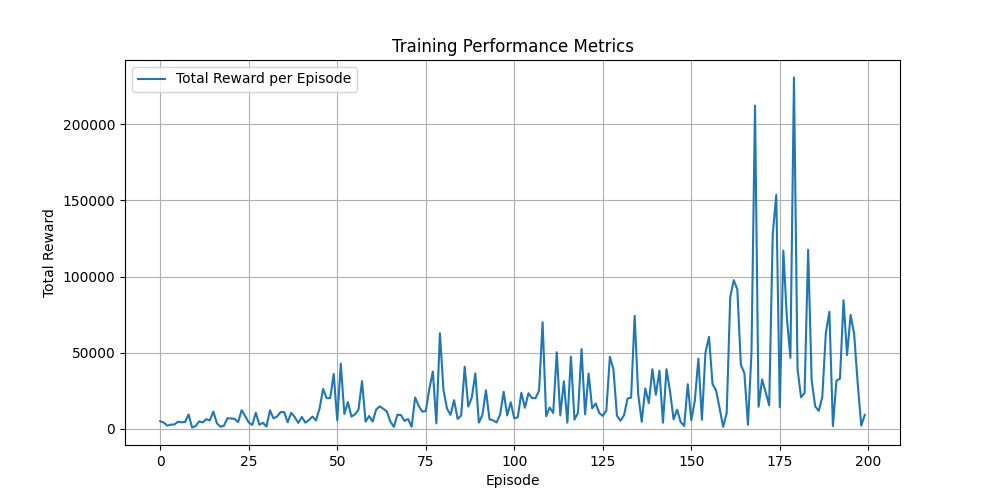 Training Performance Metrics
Total Reward per Episode
Total Reward
200000
150000
100000
50000
0
0 25 50 75 100 125 150 175 200
Episode